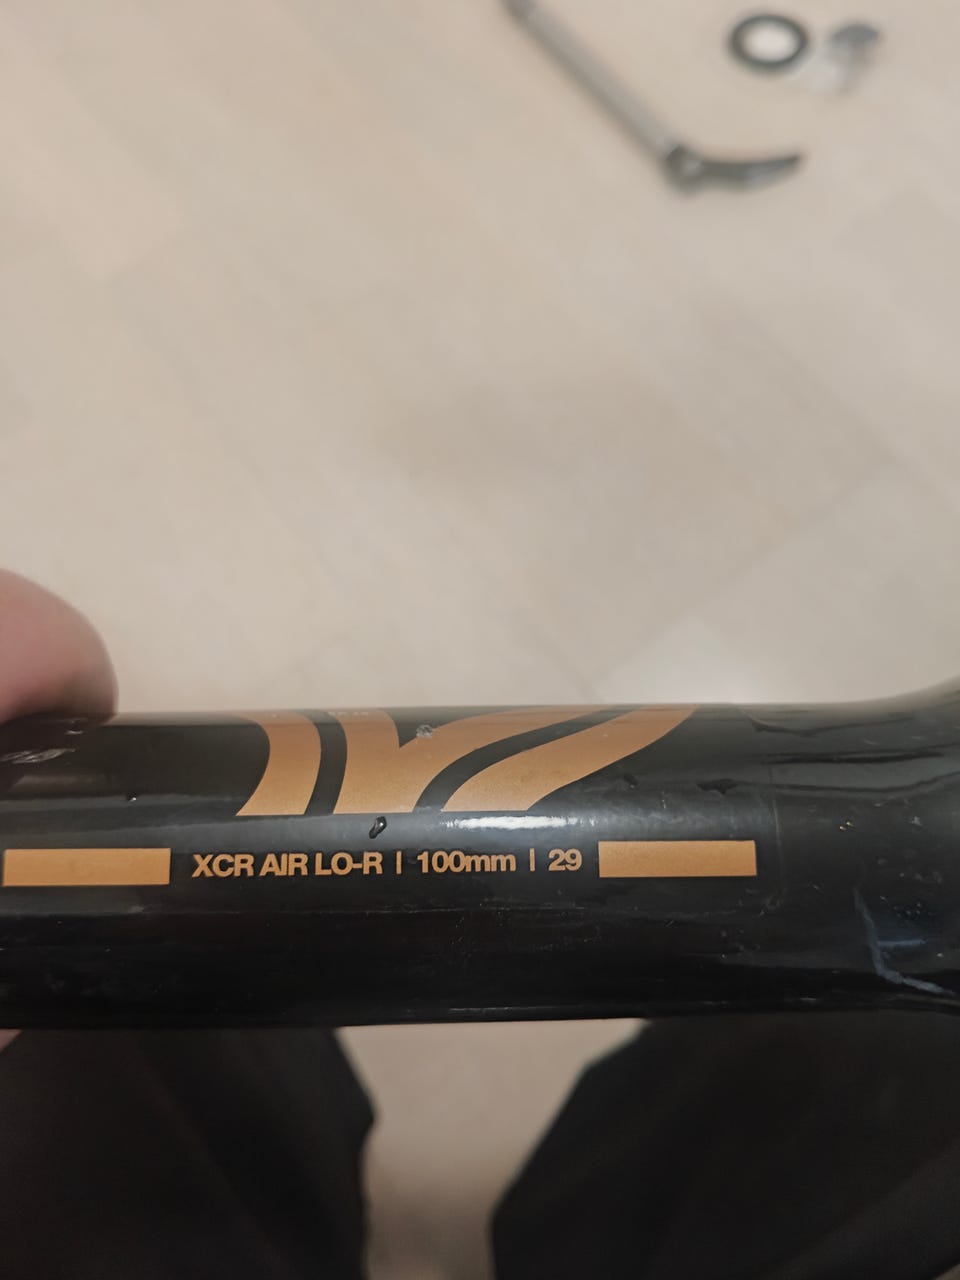 XCR AIR LO-R | 100mm | 29